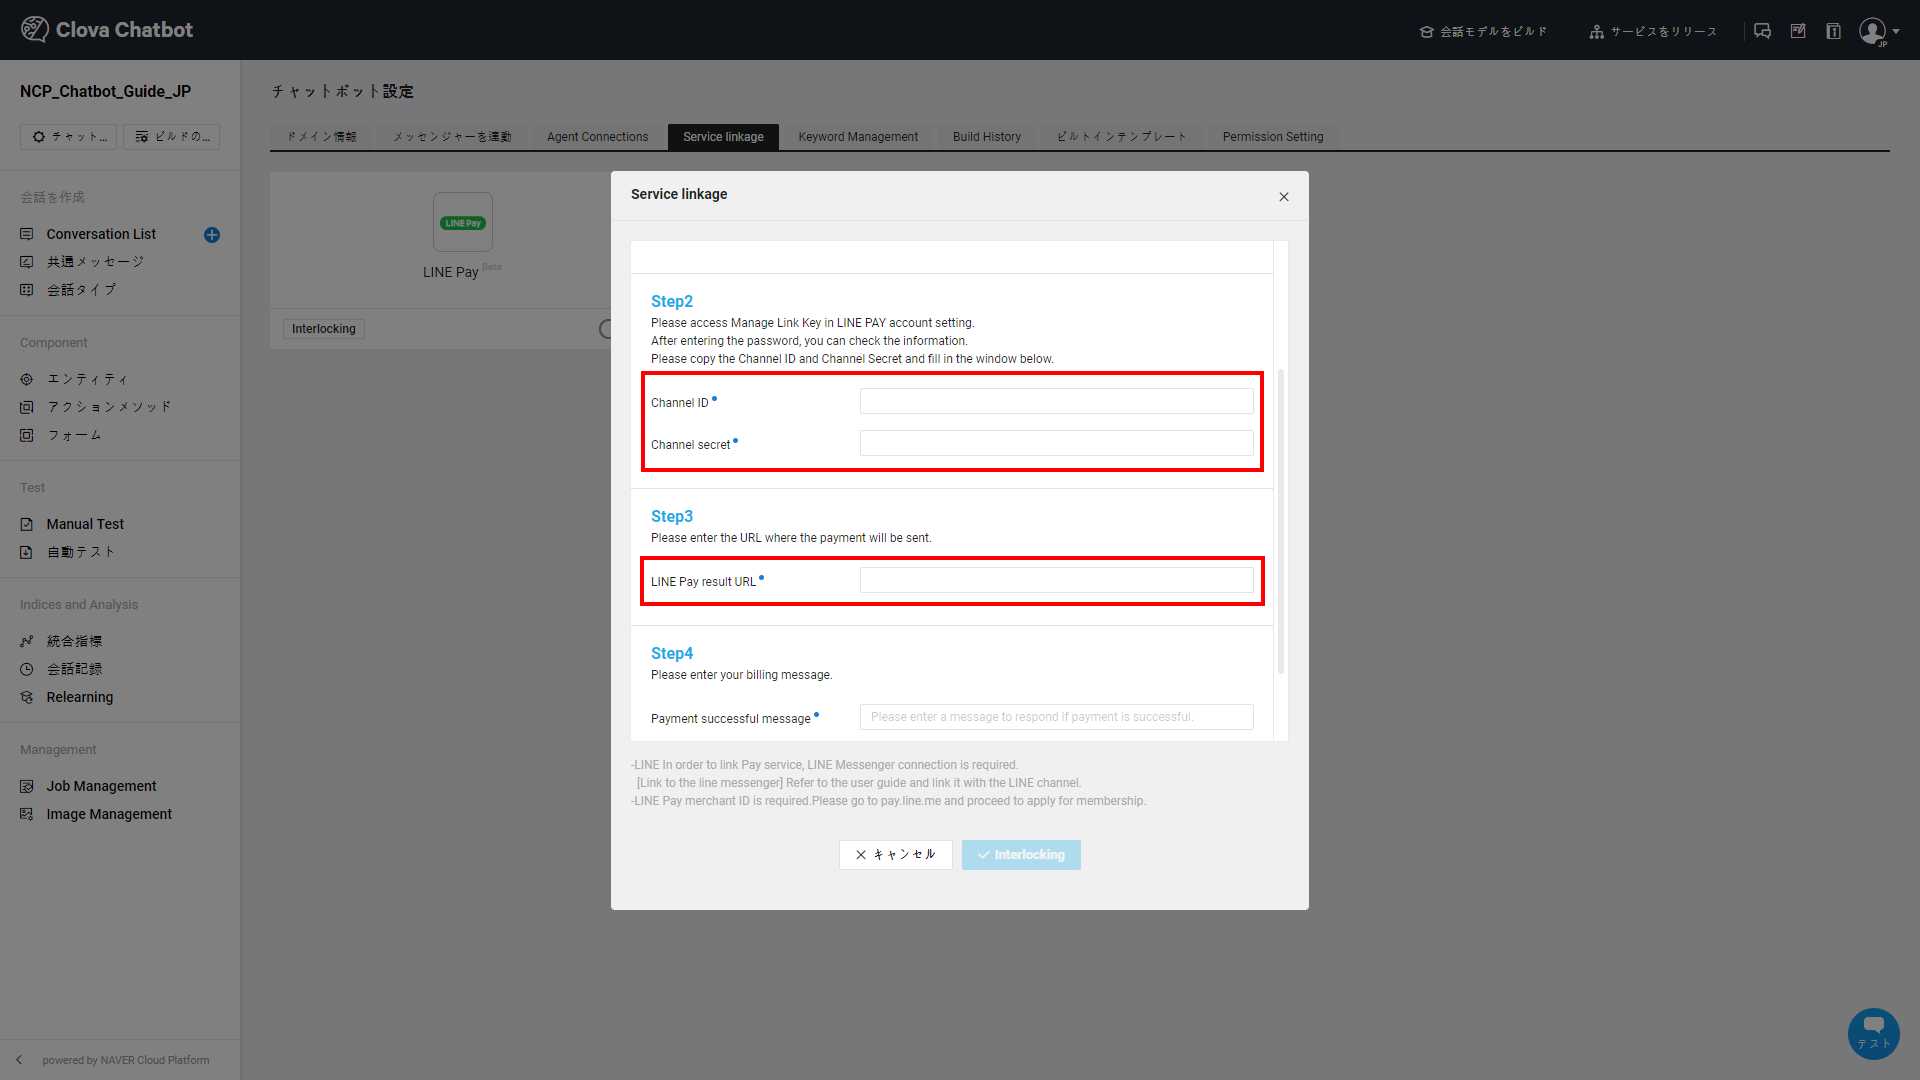 Clova Chatbot
会話モデルをビルド
サービスをリリース
JP
NCP_Chatbot_Guide_JP
チャット...
ビルドの...
会話を作成
Conversation List
共通メッセージ
会話タイプ
Component
エンティティ
アクションメソッド
フォーム
Test
Manual Test
自動テスト
Indices and Analysis
統合指標
会話記録
Relearning
Management
Job Management
Image Management
powered by NAVER Cloud Platform
チャットボット設定
ドメイン情報
メッセンジャーを連動
Agent Connections
Service linkage
Keyword Management
Build History
ビルトインテンプレート
Permission Setting
LINE Pay
LINE Pay Beta
Interlocking
Service linkage
Step2
Please access Manage Link Key in LINE PAY account setting.
After entering the password, you can check the information.
Please copy the Channel ID and Channel Secret and fill in the window below.
Channel ID
Channel secret
Step3
Please enter the URL where the payment will be sent.
LINE Pay result URL
Step4
Please enter your billing message.
Payment successful message
Please enter a message to respond if payment is successful.
-LINE In order to link Pay service, LINE Messenger connection is required.
[Link to the line messenger] Refer to the user guide and link it with the LINE channel.
-LINE Pay merchant ID is required.Please go to pay.line.me and proceed to apply for membership.
キャンセル
Interlocking
テスト